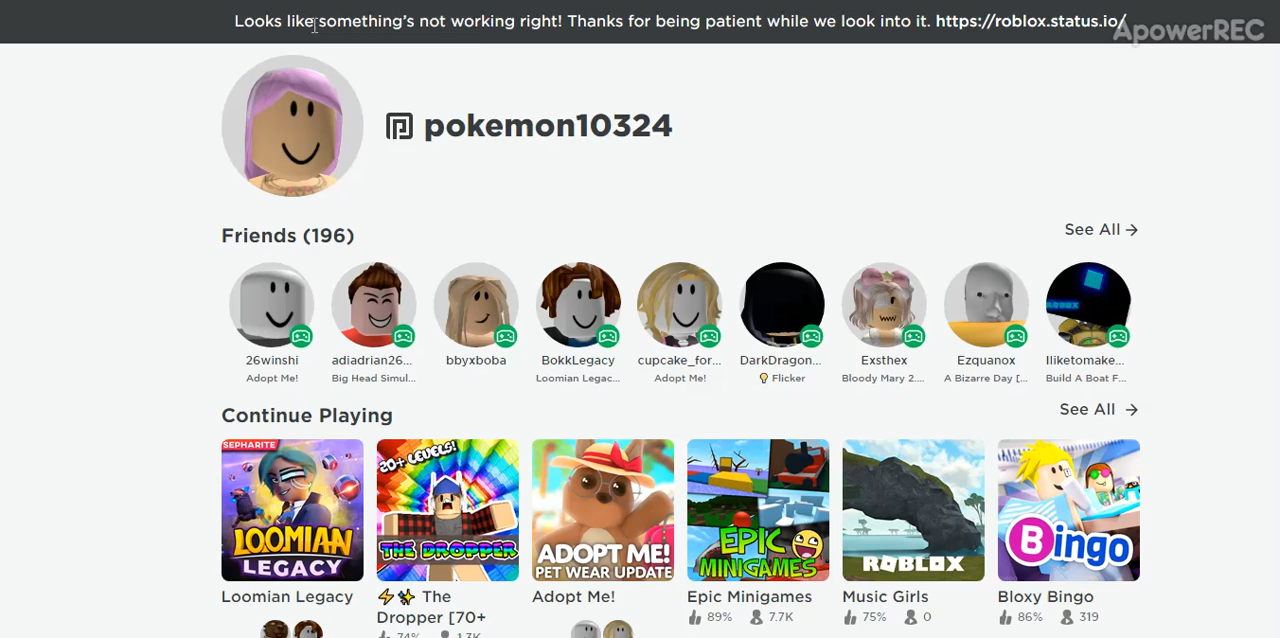 Looks like something's not working right! Thanks for being patient while we look into it. https://roblox.status.io/
ApowerREC
pokemon10324
Friends (196)
See All →
26winshi
adiadrian26...
bbyxboba
BokkLegacy
cupcake_for...
DarkDragon...
Exsthex
Ezquanox
Iliketomake...
Adopt Me!
Big Head Simul...
Loomian Legac...
Adopt Me!
💡 Flicker
Bloody Mary 2....
A Bizarre Day [...
Build A Boat F...
Continue Playing
See All →
SEPHARITE
LOOMIAN
LEGACY
20+ LEVELS!
THE DROPPER
ADOPT ME!
PET WEAR UPDATE
EPIC
MINIGAMES
ROBLOX
Bingo
Loomian Legacy
⚡✨ The
Dropper [70+
Adopt Me!
Epic Minigames
Music Girls
Bloxy Bingo
74% 1.3K
89% 7.7K
75% 0
86% 319